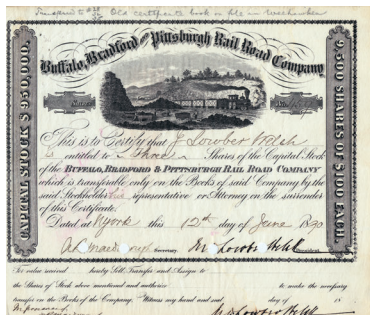 Old certificate book on file in Weehawken
Buffalo, Bradford and Pittsburgh Rail Road Company
CAPITAL STOCK $950,000.
9,500 SHARES OF $100 EACH.
This is to Certify that J Lowber Welsh
is entitled to Three Shares of the Capital Stock
of the BUFFALO, BRADFORD & PITTSBURGH RAIL ROAD COMPANY
which is transferable only on the Books of said Company by the
said Stockholder his representative or Attorney on the surrender
of this Certificate.
Dated at N York this 12th day of June 1890
Secretary. President.
For value received hereby Sell, Transfer and Assign to
the Shares of Stock above mentioned and authorize to make the necessary
transfer on the Books of the Company. Witness my hand and seal day of 18
In presence of